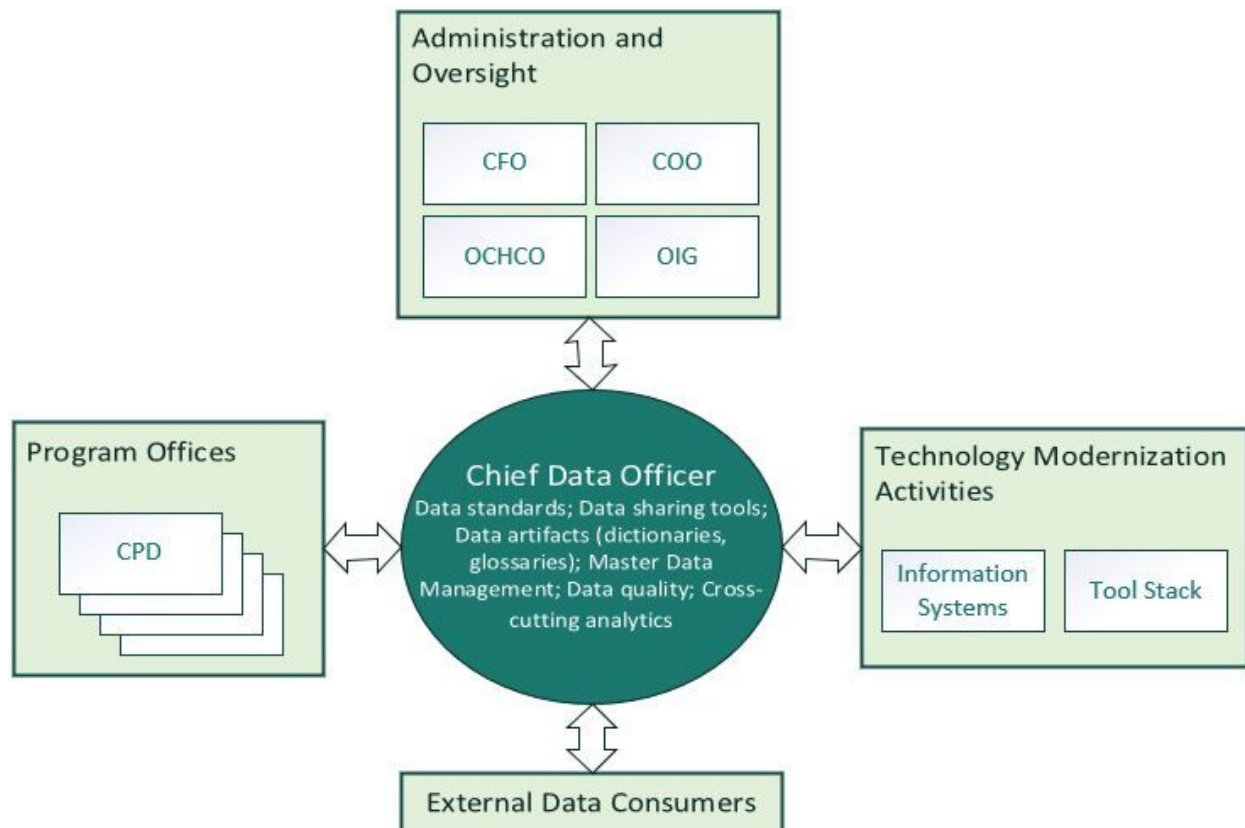 Administration and
Oversight
CFO
COO
OCHCO
OIG
Program Offices
CPD
Chief Data Officer
Data standards; Data sharing tools;
Data artifacts (dictionaries,
glossaries); Master Data
Management; Data quality; Cross-
cutting analytics
Technology Modernization
Activities
Information
Systems
Tool Stack
External Data Consumers